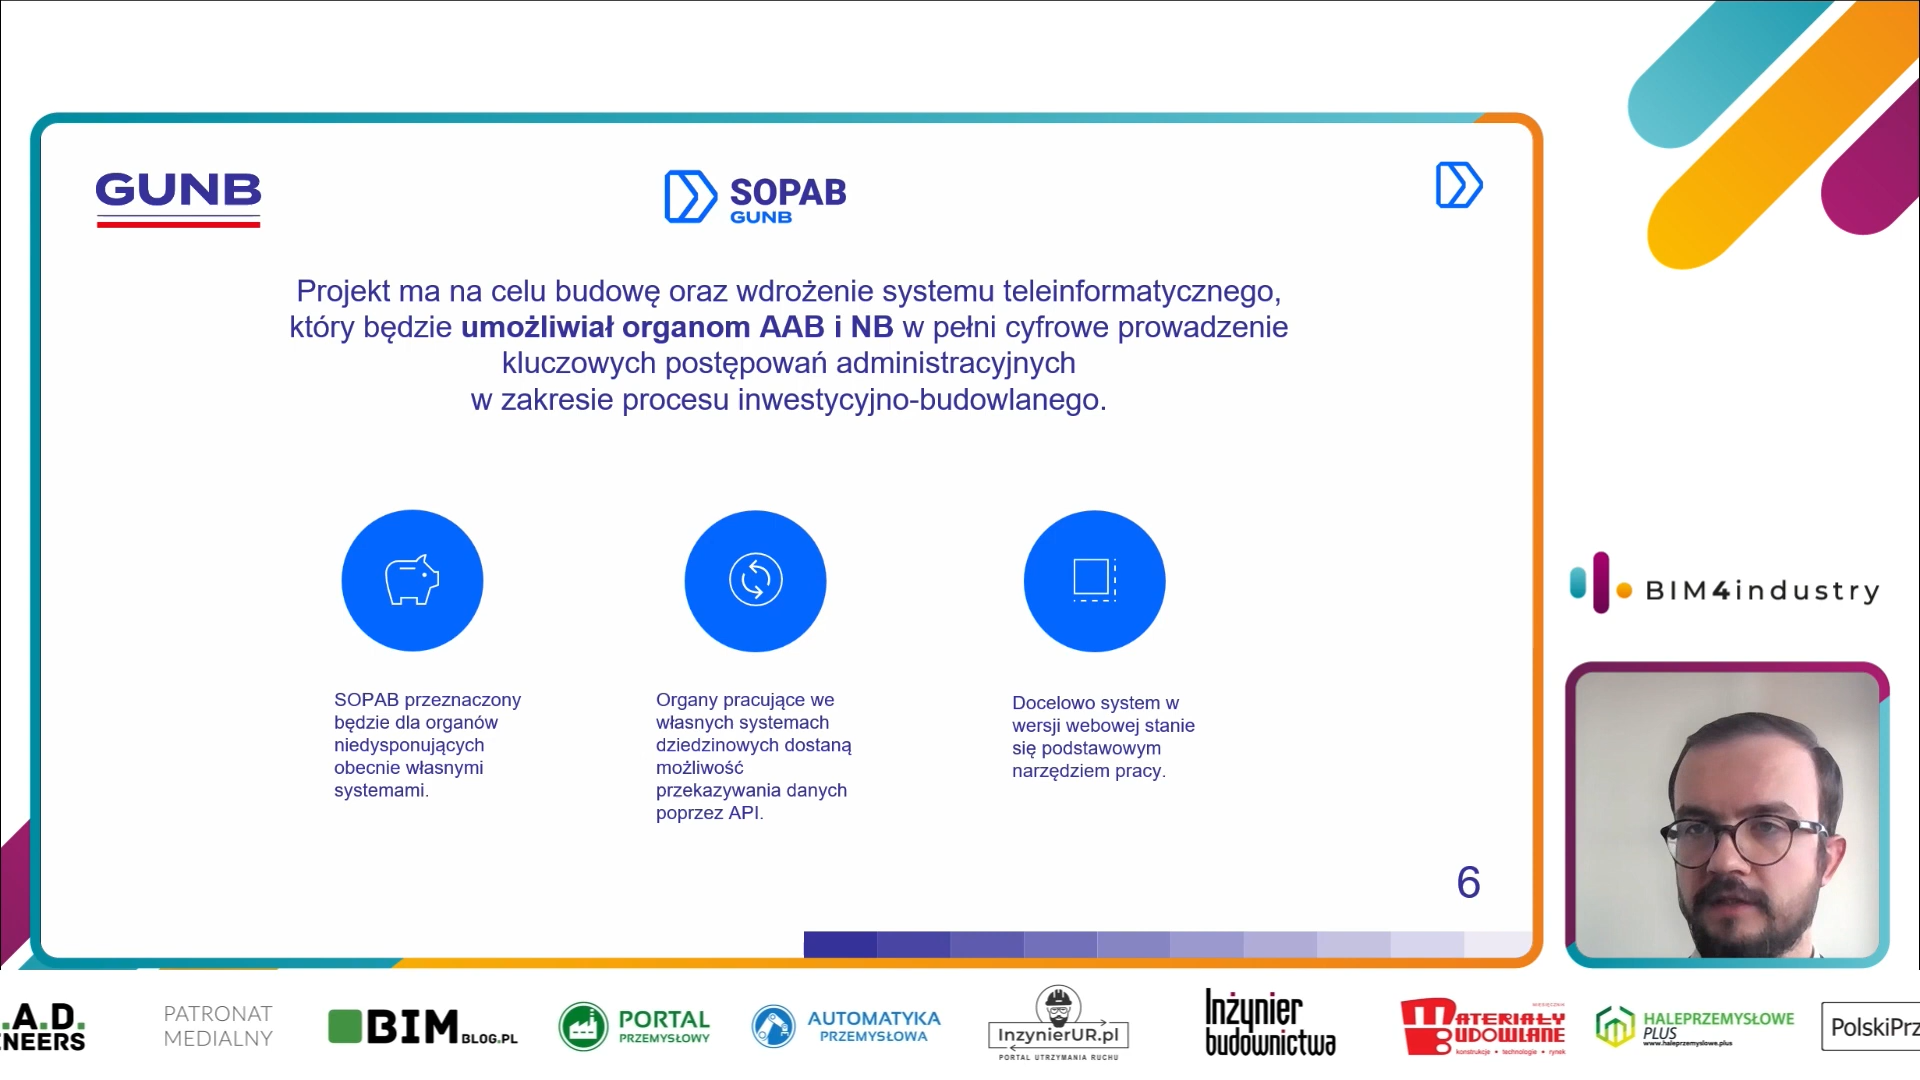 GUNB
SOPAB
GUNB
Projekt ma na celu budowę oraz wdrożenie systemu teleinformatycznego,
który będzie umożliwiał organom AAB i NB w pełni cyfrowe prowadzenie
kluczowych postępowań administracyjnych
w zakresie procesu inwestycyjno-budowlanego.
SOPAB przeznaczony
będzie dla organów
niedysponujących
obecnie własnymi
systemami.
Organy pracujące we
własnych systemach
dziedzinowych dostaną
możliwość
przekazywania danych
poprzez API.
Docelowo system w
wersji webowej stanie
się podstawowym
narzędziem pracy.
6
BIM4industry
.A.D.
NEERS
PATRONAT
MEDIALNY
BIMBLOG.PL
PORTAL
PRZEMYSŁOWY
AUTOMATYKA
PRZEMYSŁOWA
InzynierUR.pl
PORTAL UTRZYMANIA RUCHU
Inżynier
budownictwa
MIESIĘCZNIK
MATERIAŁY
BUDOWLANE
konstrukcje • technologie • rynek
HALEPRZEMYSŁOWE
PLUS
www.haleprzemyslowe.plus
PolskiPrz